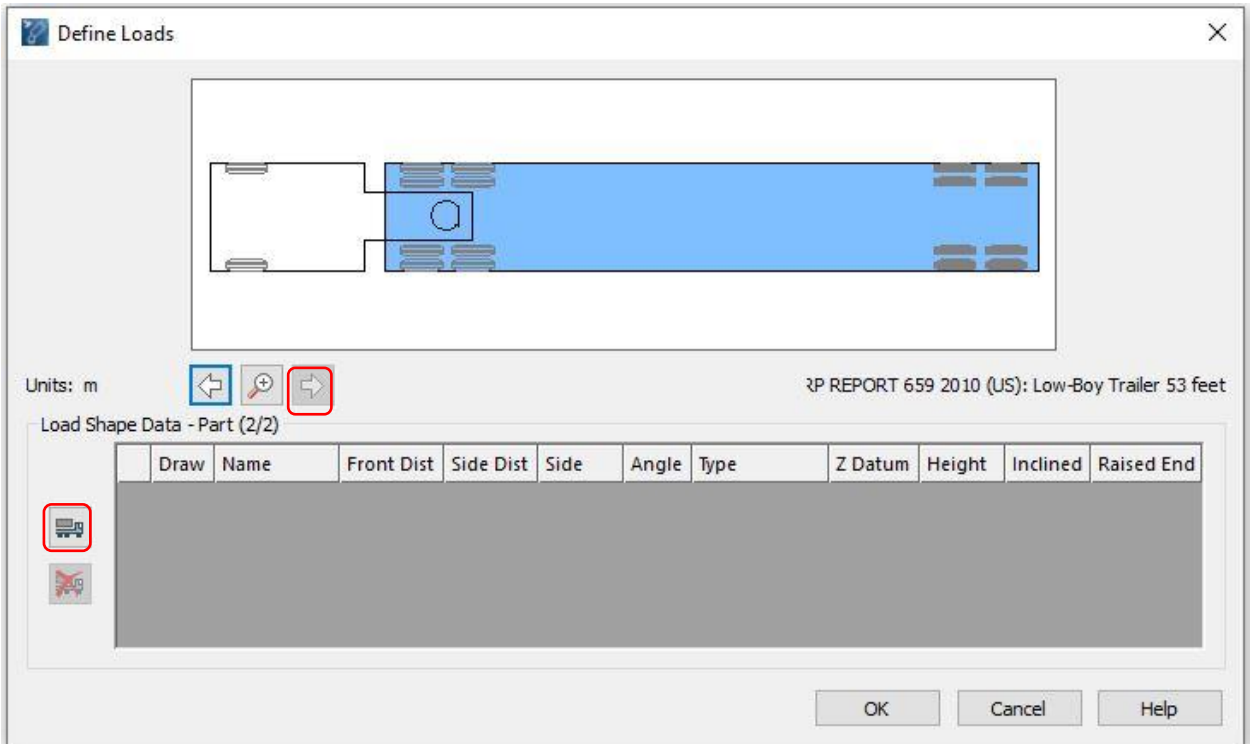 Define Loads
Units: m
RP REPORT 659 2010 (US): Low-Boy Trailer 53 feet
Load Shape Data - Part (2/2)
Draw Name Front Dist Side Dist Side Angle Type Z Datum Height Inclined Raised End
OK Cancel Help